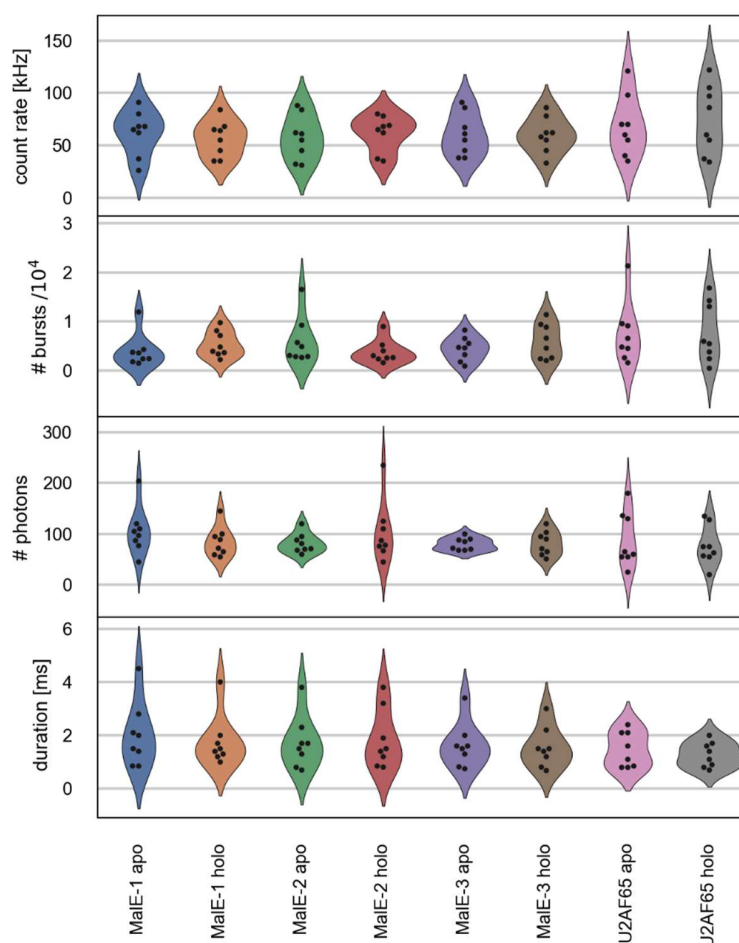 count rate [kHz]
150
100
50
0
# bursts /10⁴
3
2
1
0
# photons
300
200
100
0
duration [ms]
6
4
2
0
MalE-1 apo
MalE-1 holo
MalE-2 apo
MalE-2 holo
MalE-3 apo
MalE-3 holo
U2AF65 apo
U2AF65 holo